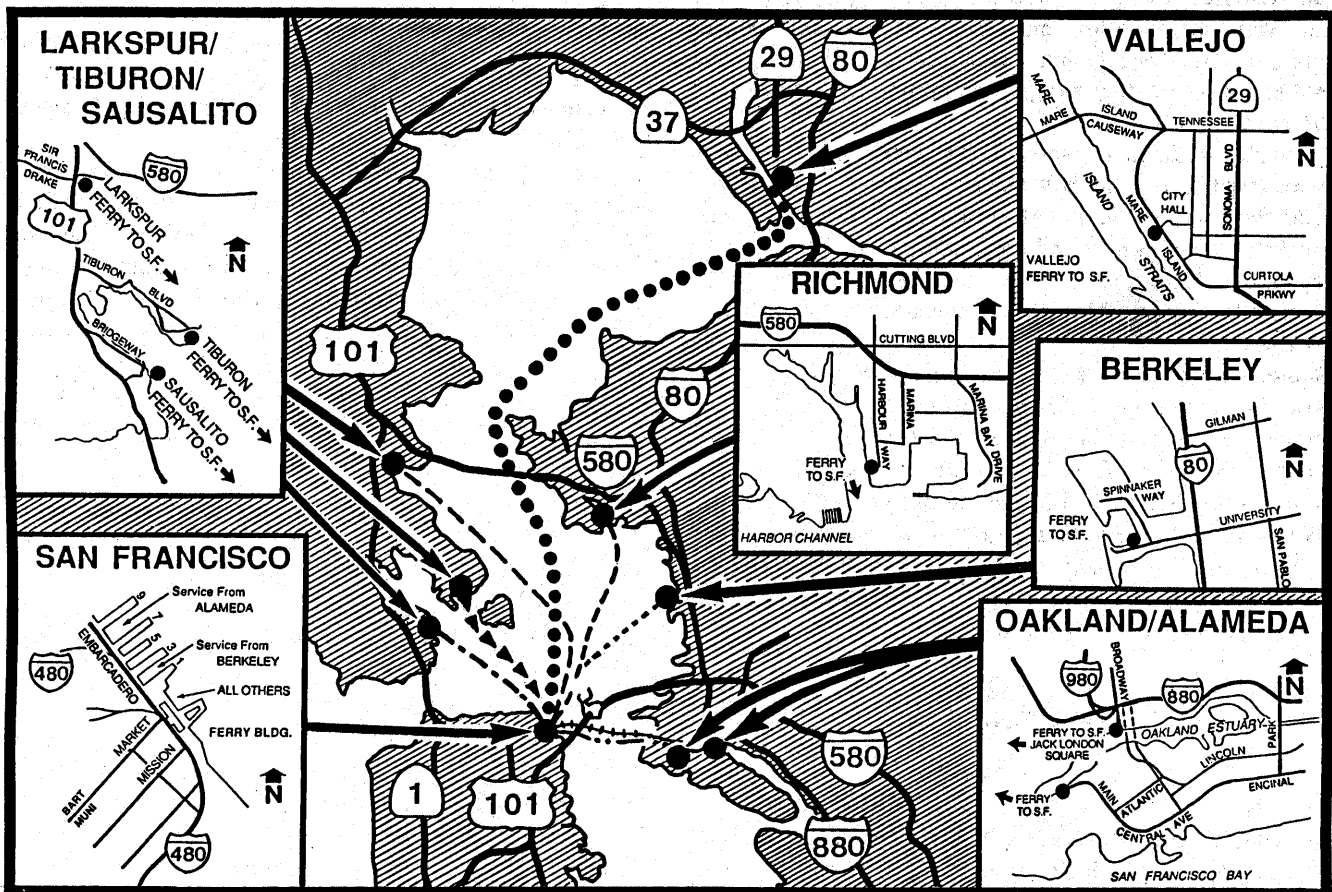 LARKSPUR/
TIBURON/
SAUSALITO
SIR
FRANCIS
DRAKE
580
101
LARKSPUR
FERRY TO S.F.
N
TIBURON
BLVD
BRIDGEWAY
TIBURON
FERRY TO S.F.
SAUSALITO
FERRY TO S.F.
SAN FRANCISCO
Service From
ALAMEDA
9
7
5
3
1
Service From
BERKELEY
EMBARCADERO
480
ALL OTHERS
FERRY BLDG.
MARKET
MISSION
BART
MUNI
N
480
29
80
37
101
80
580
1
101
580
880
VALLEJO
29
MARE
MARE
ISLAND
CAUSEWAY
TENNESSEE
N
ISLAND
SONOMA BLVD
CITY
HALL
MARE
ISLAND
STRAITS
VALLEJO
FERRY TO S.F.
CURTOLA
PRKWY
RICHMOND
580
N
CUTTING BLVD
HARBOUR
WAY
MARINA
MARINA BAY DRIVE
FERRY
TO S.F.
HARBOR CHANNEL
BERKELEY
GILMAN
80
N
SPINNAKER
WAY
UNIVERSITY
FERRY
TO S.F.
SAN PABLO
OAKLAND/ALAMEDA
980
BROADWAY
880
N
FERRY TO S.F.
JACK LONDON
SQUARE
OAKLAND ESTUARY
PARK
LINCOLN
FERRY
TO S.F.
MAIN
ATLANTIC
ENCINAL
CENTRAL AVE
SAN FRANCISCO BAY